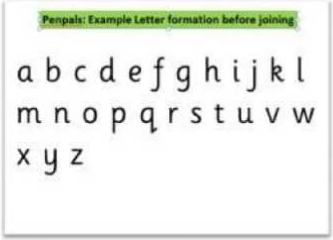 Penpals: Example Letter formation before joining
a b c d e f g h i j k l
m n o p q r s t u v w
x y z